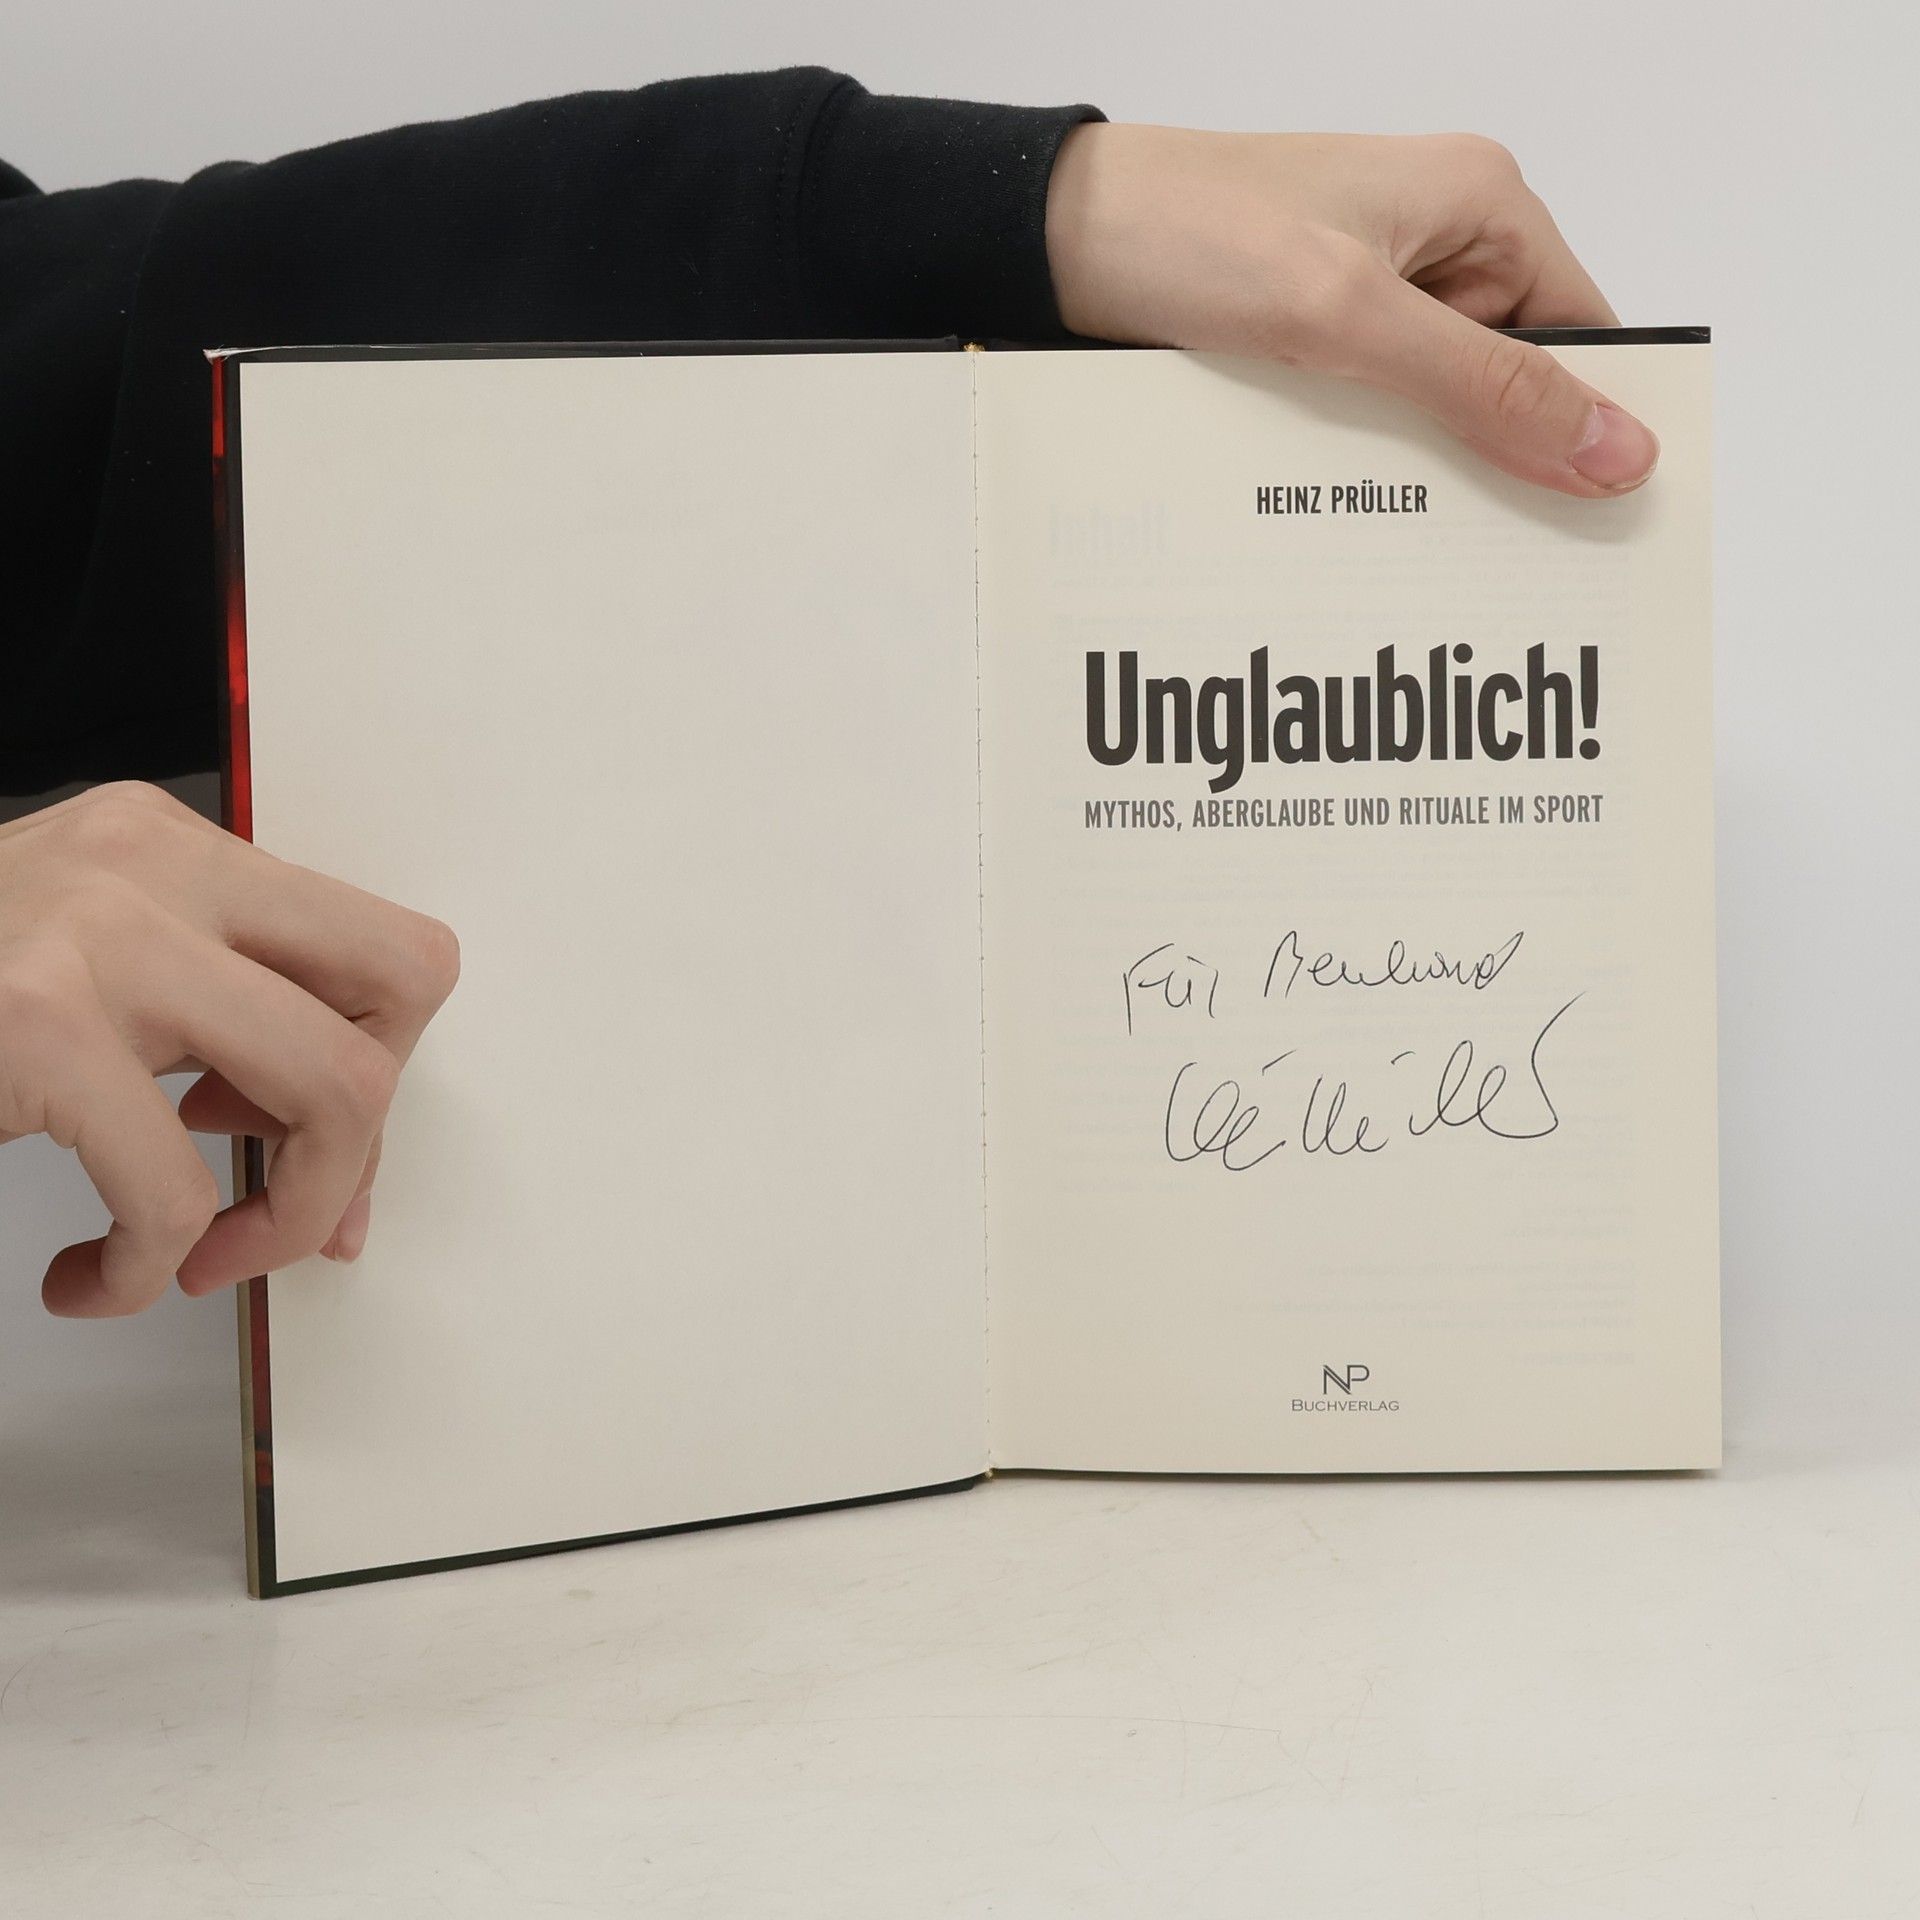 HEINZ PRÜLLER
Unglaublich!
MYTHOS, ABERGLAUBE UND RITUALE IM SPORT
Für Bernhard
NP
BUCHVERLAG